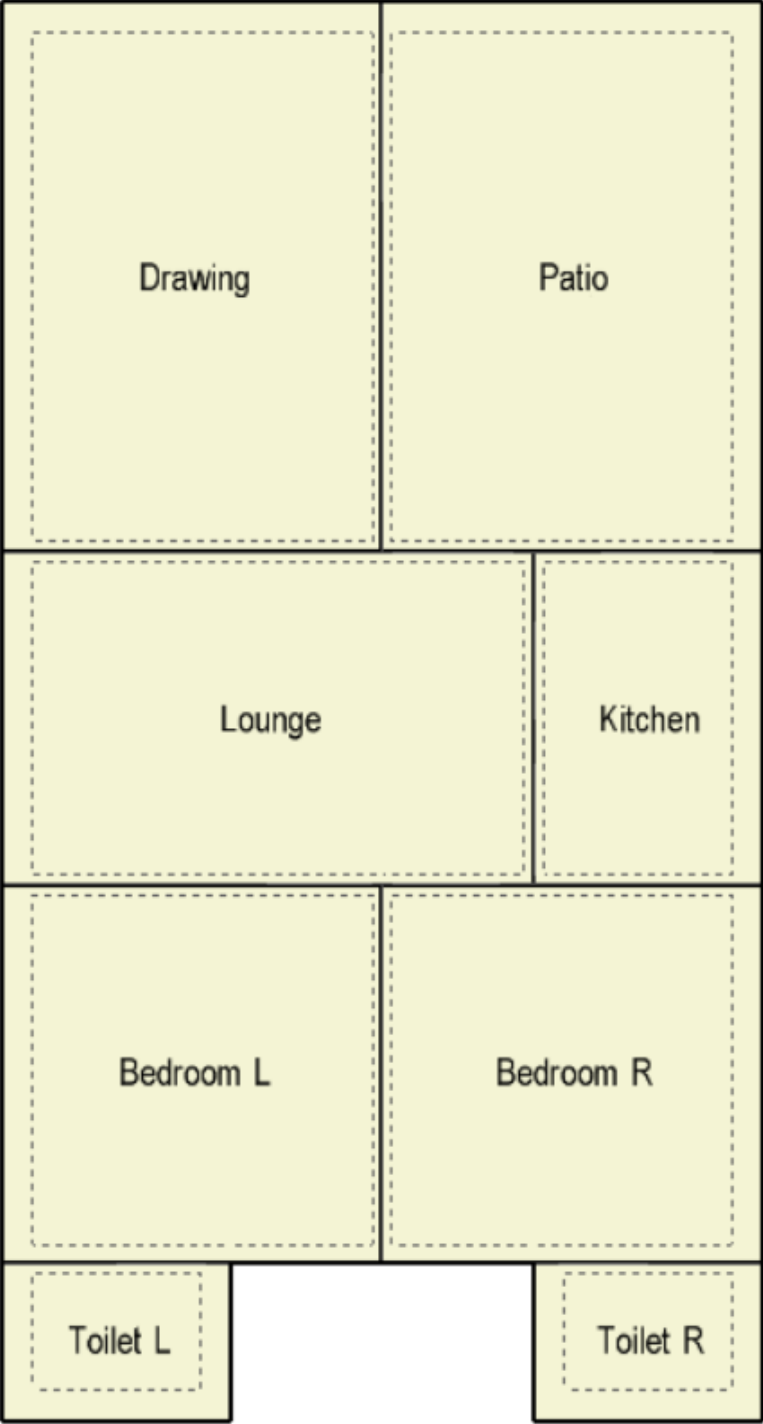 Drawing
Patio
Lounge
Kitchen
Bedroom L
Bedroom R
Toilet L
Toilet R